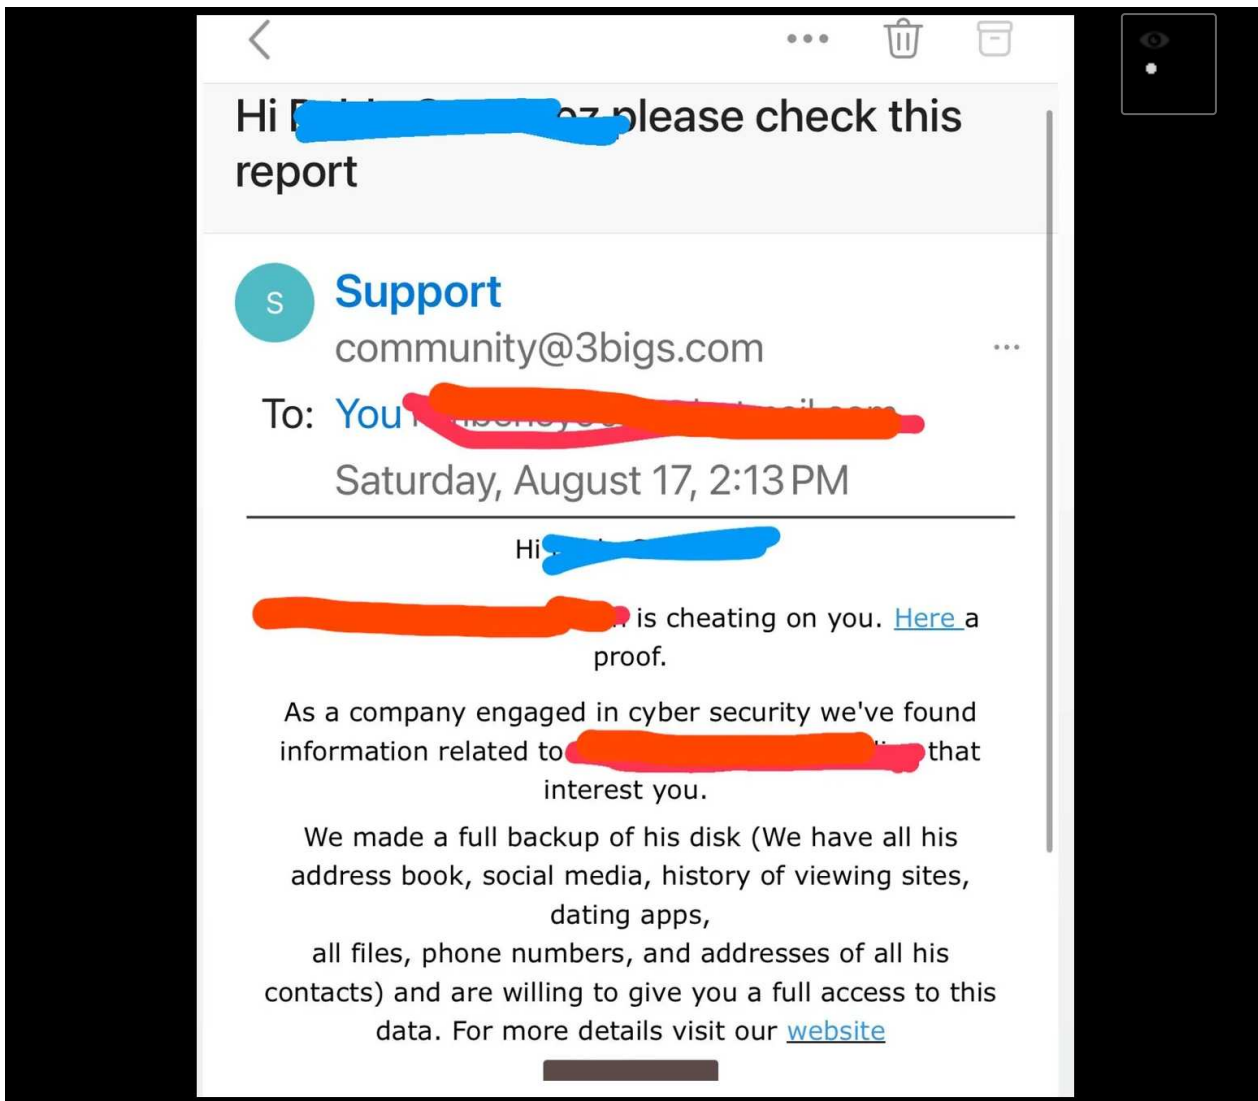 Hi please check this
report
S
Support
community@3bigs.com
To: You
Saturday, August 17, 2:13 PM
Hi
is cheating on you. Here a
proof.
As a company engaged in cyber security we've found
information related to that
interest you.
We made a full backup of his disk (We have all his
address book, social media, history of viewing sites,
dating apps,
all files, phone numbers, and addresses of all his
contacts) and are willing to give you a full access to this
data. For more details visit our website